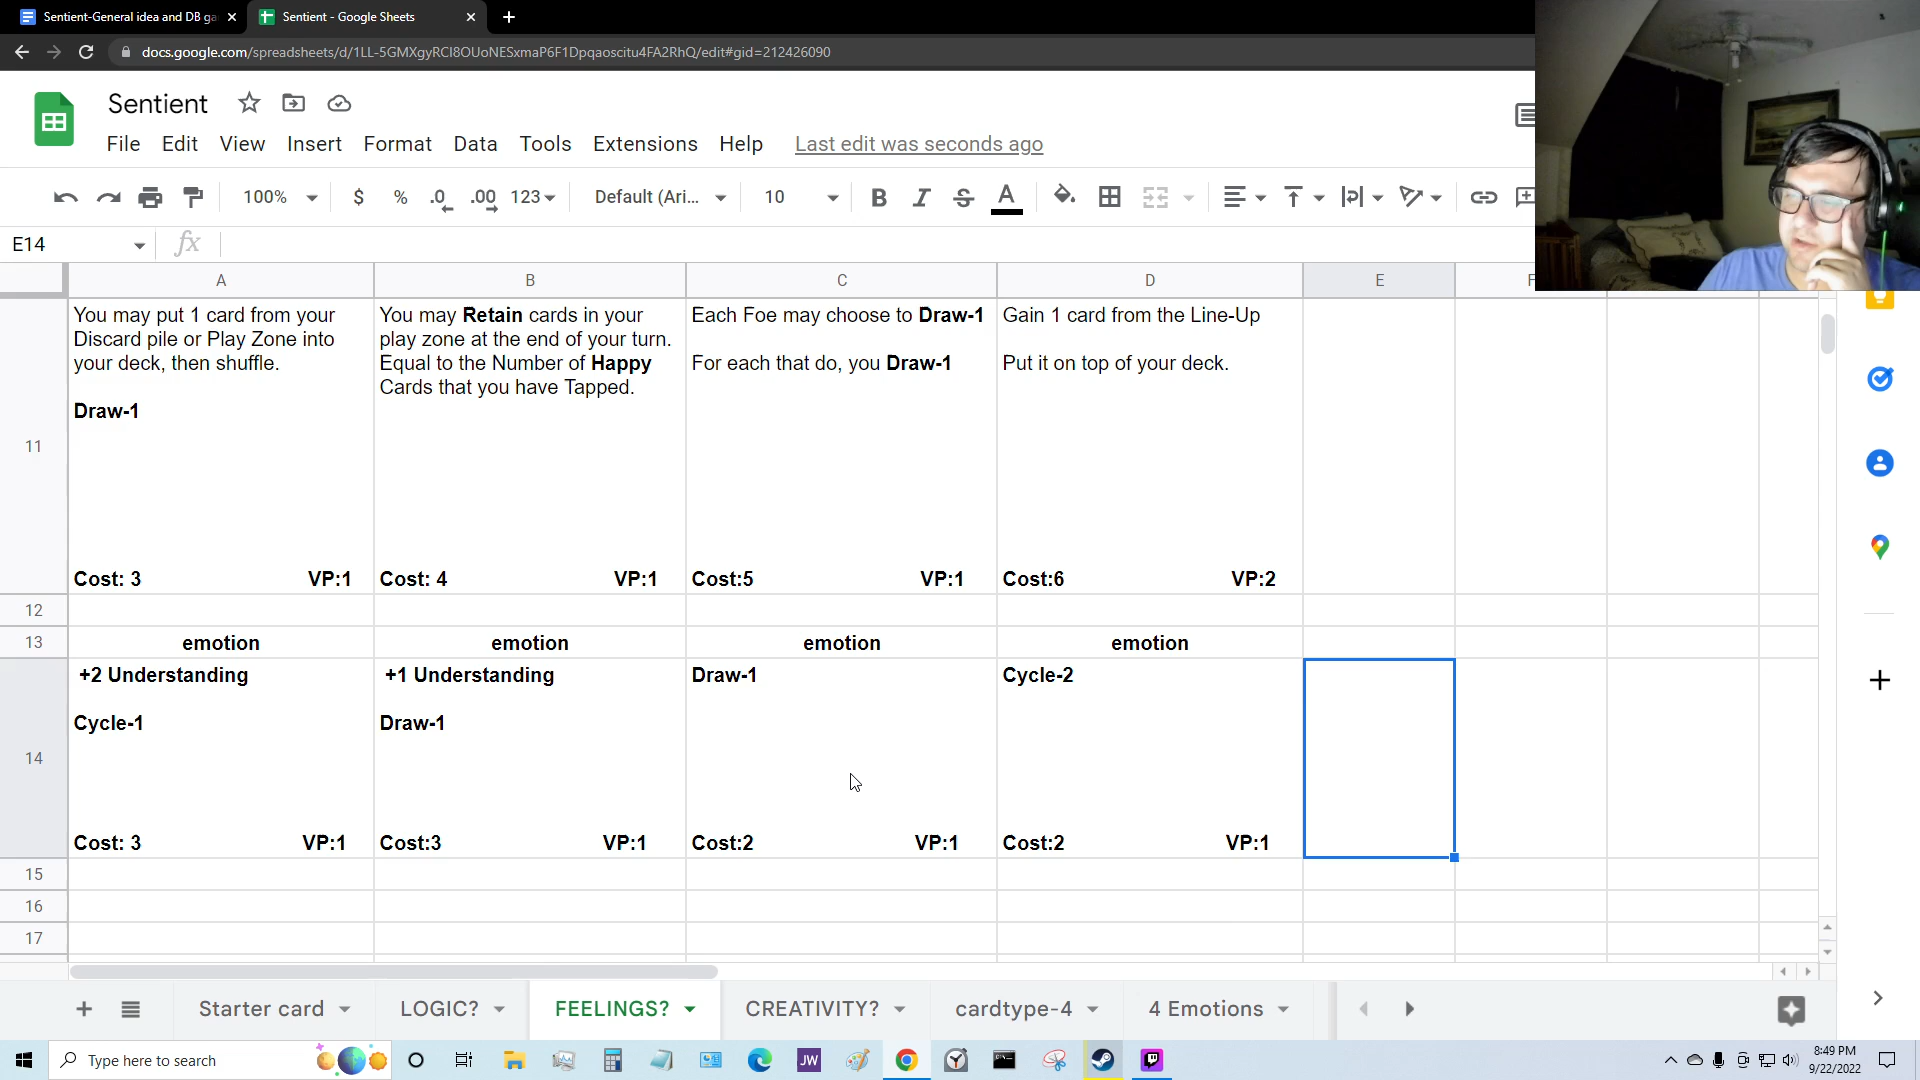 Sentient-General idea and DB ga
Sentient - Google Sheets
docs.google.com/spreadsheets/d/1LL-5GMXgyRCI8OUoNESxmaP6F1Dpqaoscitu4FA2RhQ/edit#gid=212426090
Sentient
File Edit View Insert Format Data Tools Extensions Help Last edit was seconds ago
100% $ % .0 .00 123 Default (Ari... 10 B I S A
E14 fx
A B C D E F
You may put 1 card from your
Discard pile or Play Zone into
your deck, then shuffle.
Draw-1
Cost: 3 VP:1
You may Retain cards in your
play zone at the end of your turn.
Equal to the Number of Happy
Cards that you have Tapped.
Cost: 4 VP:1
Each Foe may choose to Draw-1
For each that do, you Draw-1
Cost:5 VP:1
Gain 1 card from the Line-Up
Put it on top of your deck.
Cost:6 VP:2
11
12
13 emotion emotion emotion emotion
+2 Understanding
Cycle-1
Cost: 3 VP:1
+1 Understanding
Draw-1
Cost:3 VP:1
Draw-1
Cost:2 VP:1
Cycle-2
Cost:2 VP:1
14
15
16
17
Starter card LOGIC? FEELINGS? CREATIVITY? cardtype-4 4 Emotions
Type here to search
JW
8:49 PM
9/22/2022